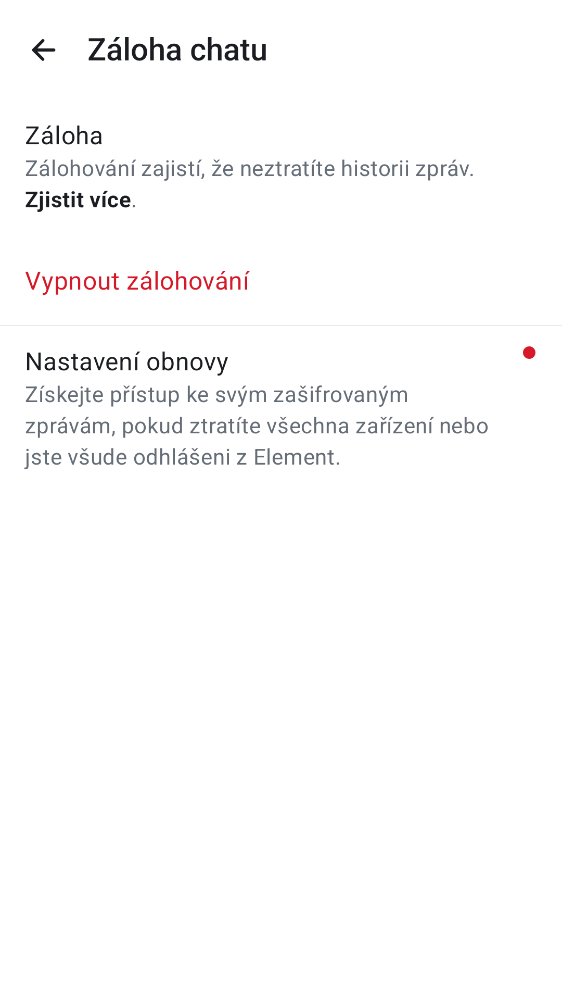 Záloha chatu
Záloha
Zálohování zajistí, že neztratíte historii zpráv.
Zjistit více.
Vypnout zálohování
Nastavení obnovy
Získejte přístup ke svým zašifrovaným
zprávám, pokud ztratíte všechna zařízení nebo
jste všude odhlášeni z Element.